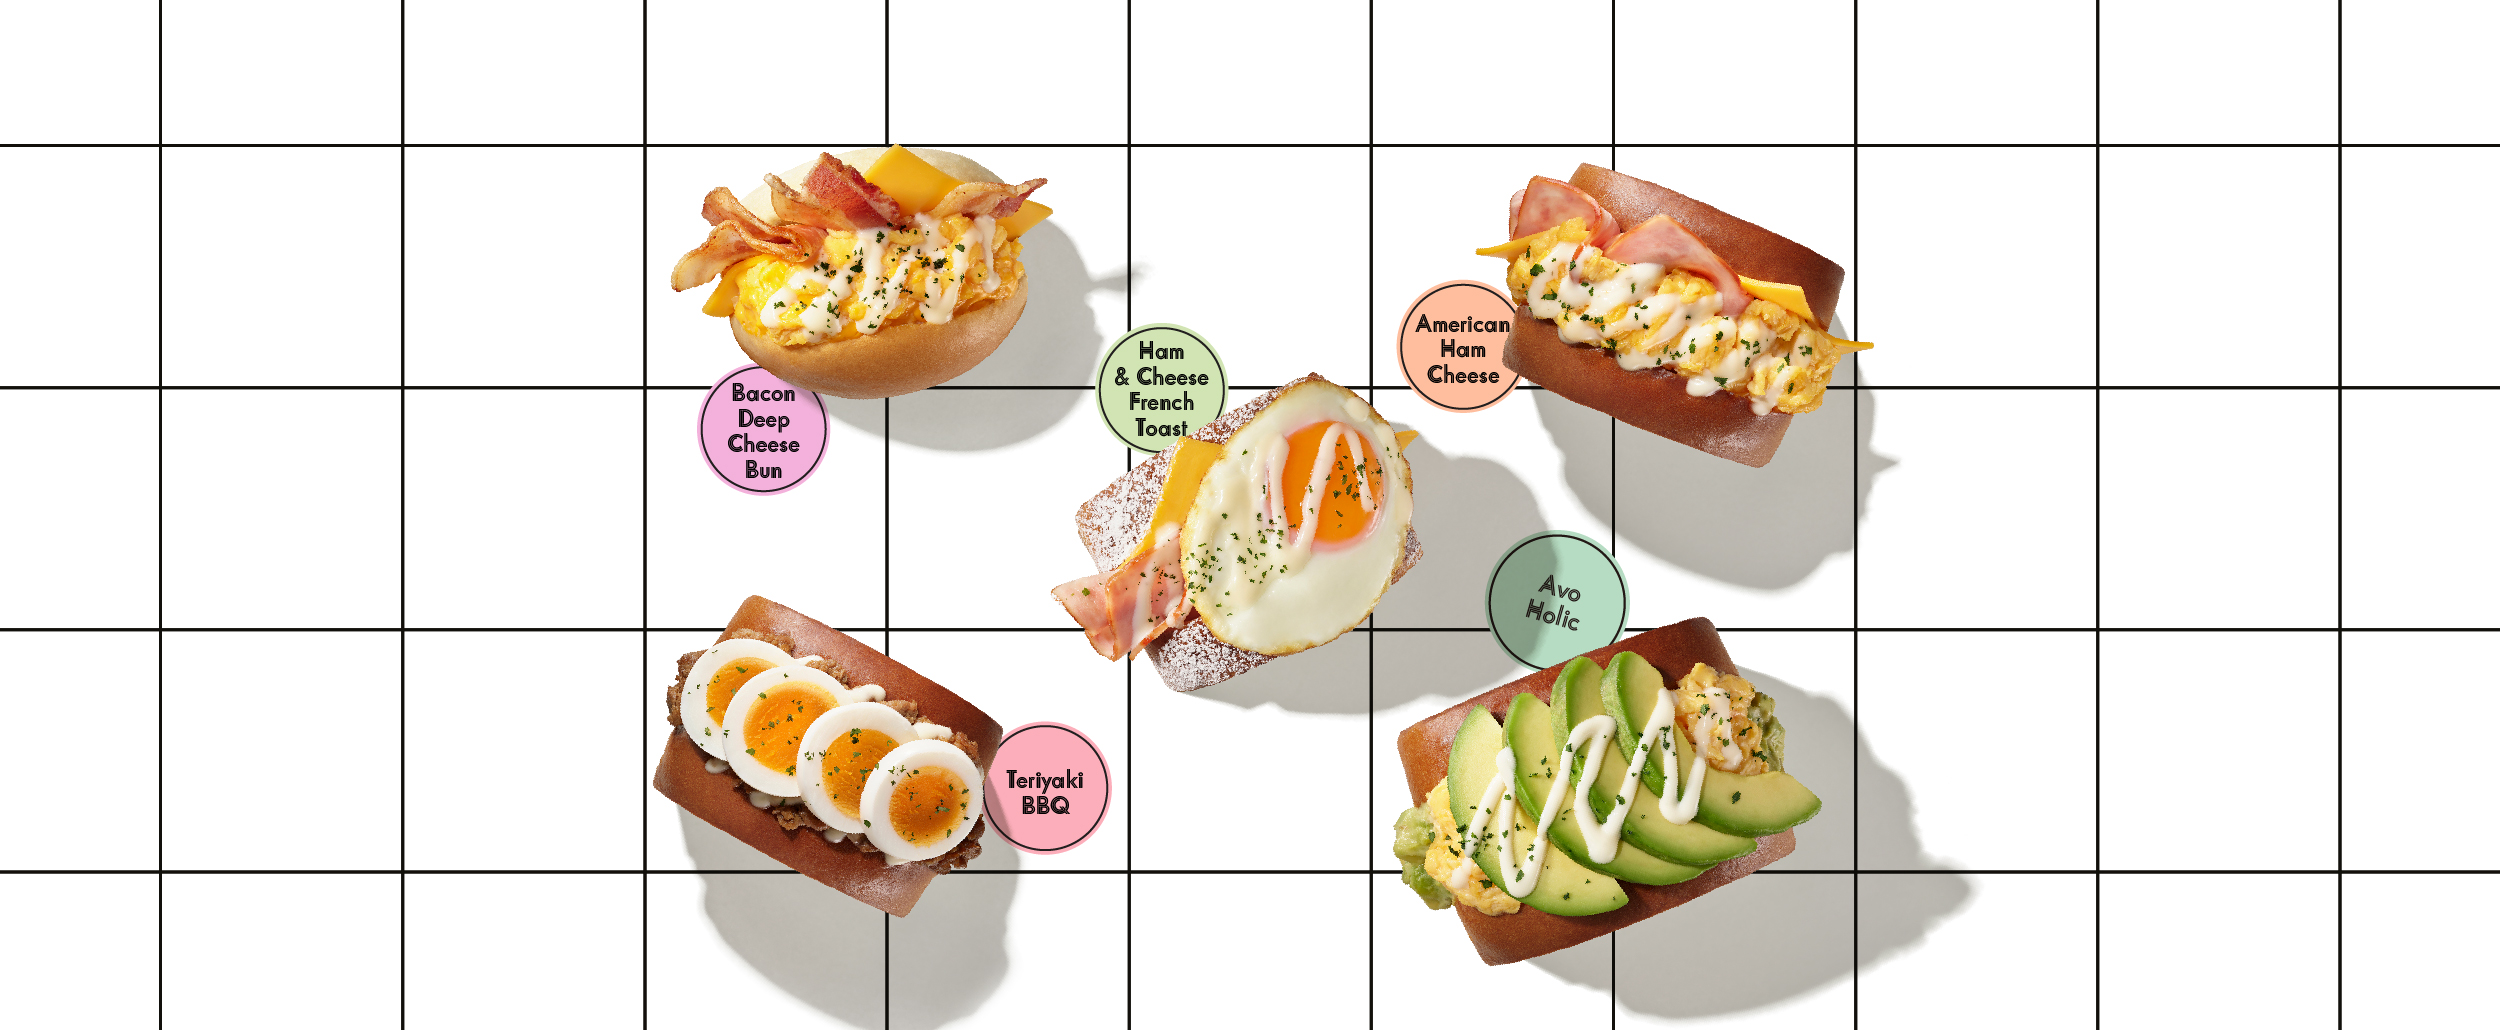 Bacon
Deep
Cheese
Bun
Ham
& Cheese
French
Toast
American
Ham
Cheese
Avo
Holic
Teriyaki
BBQ